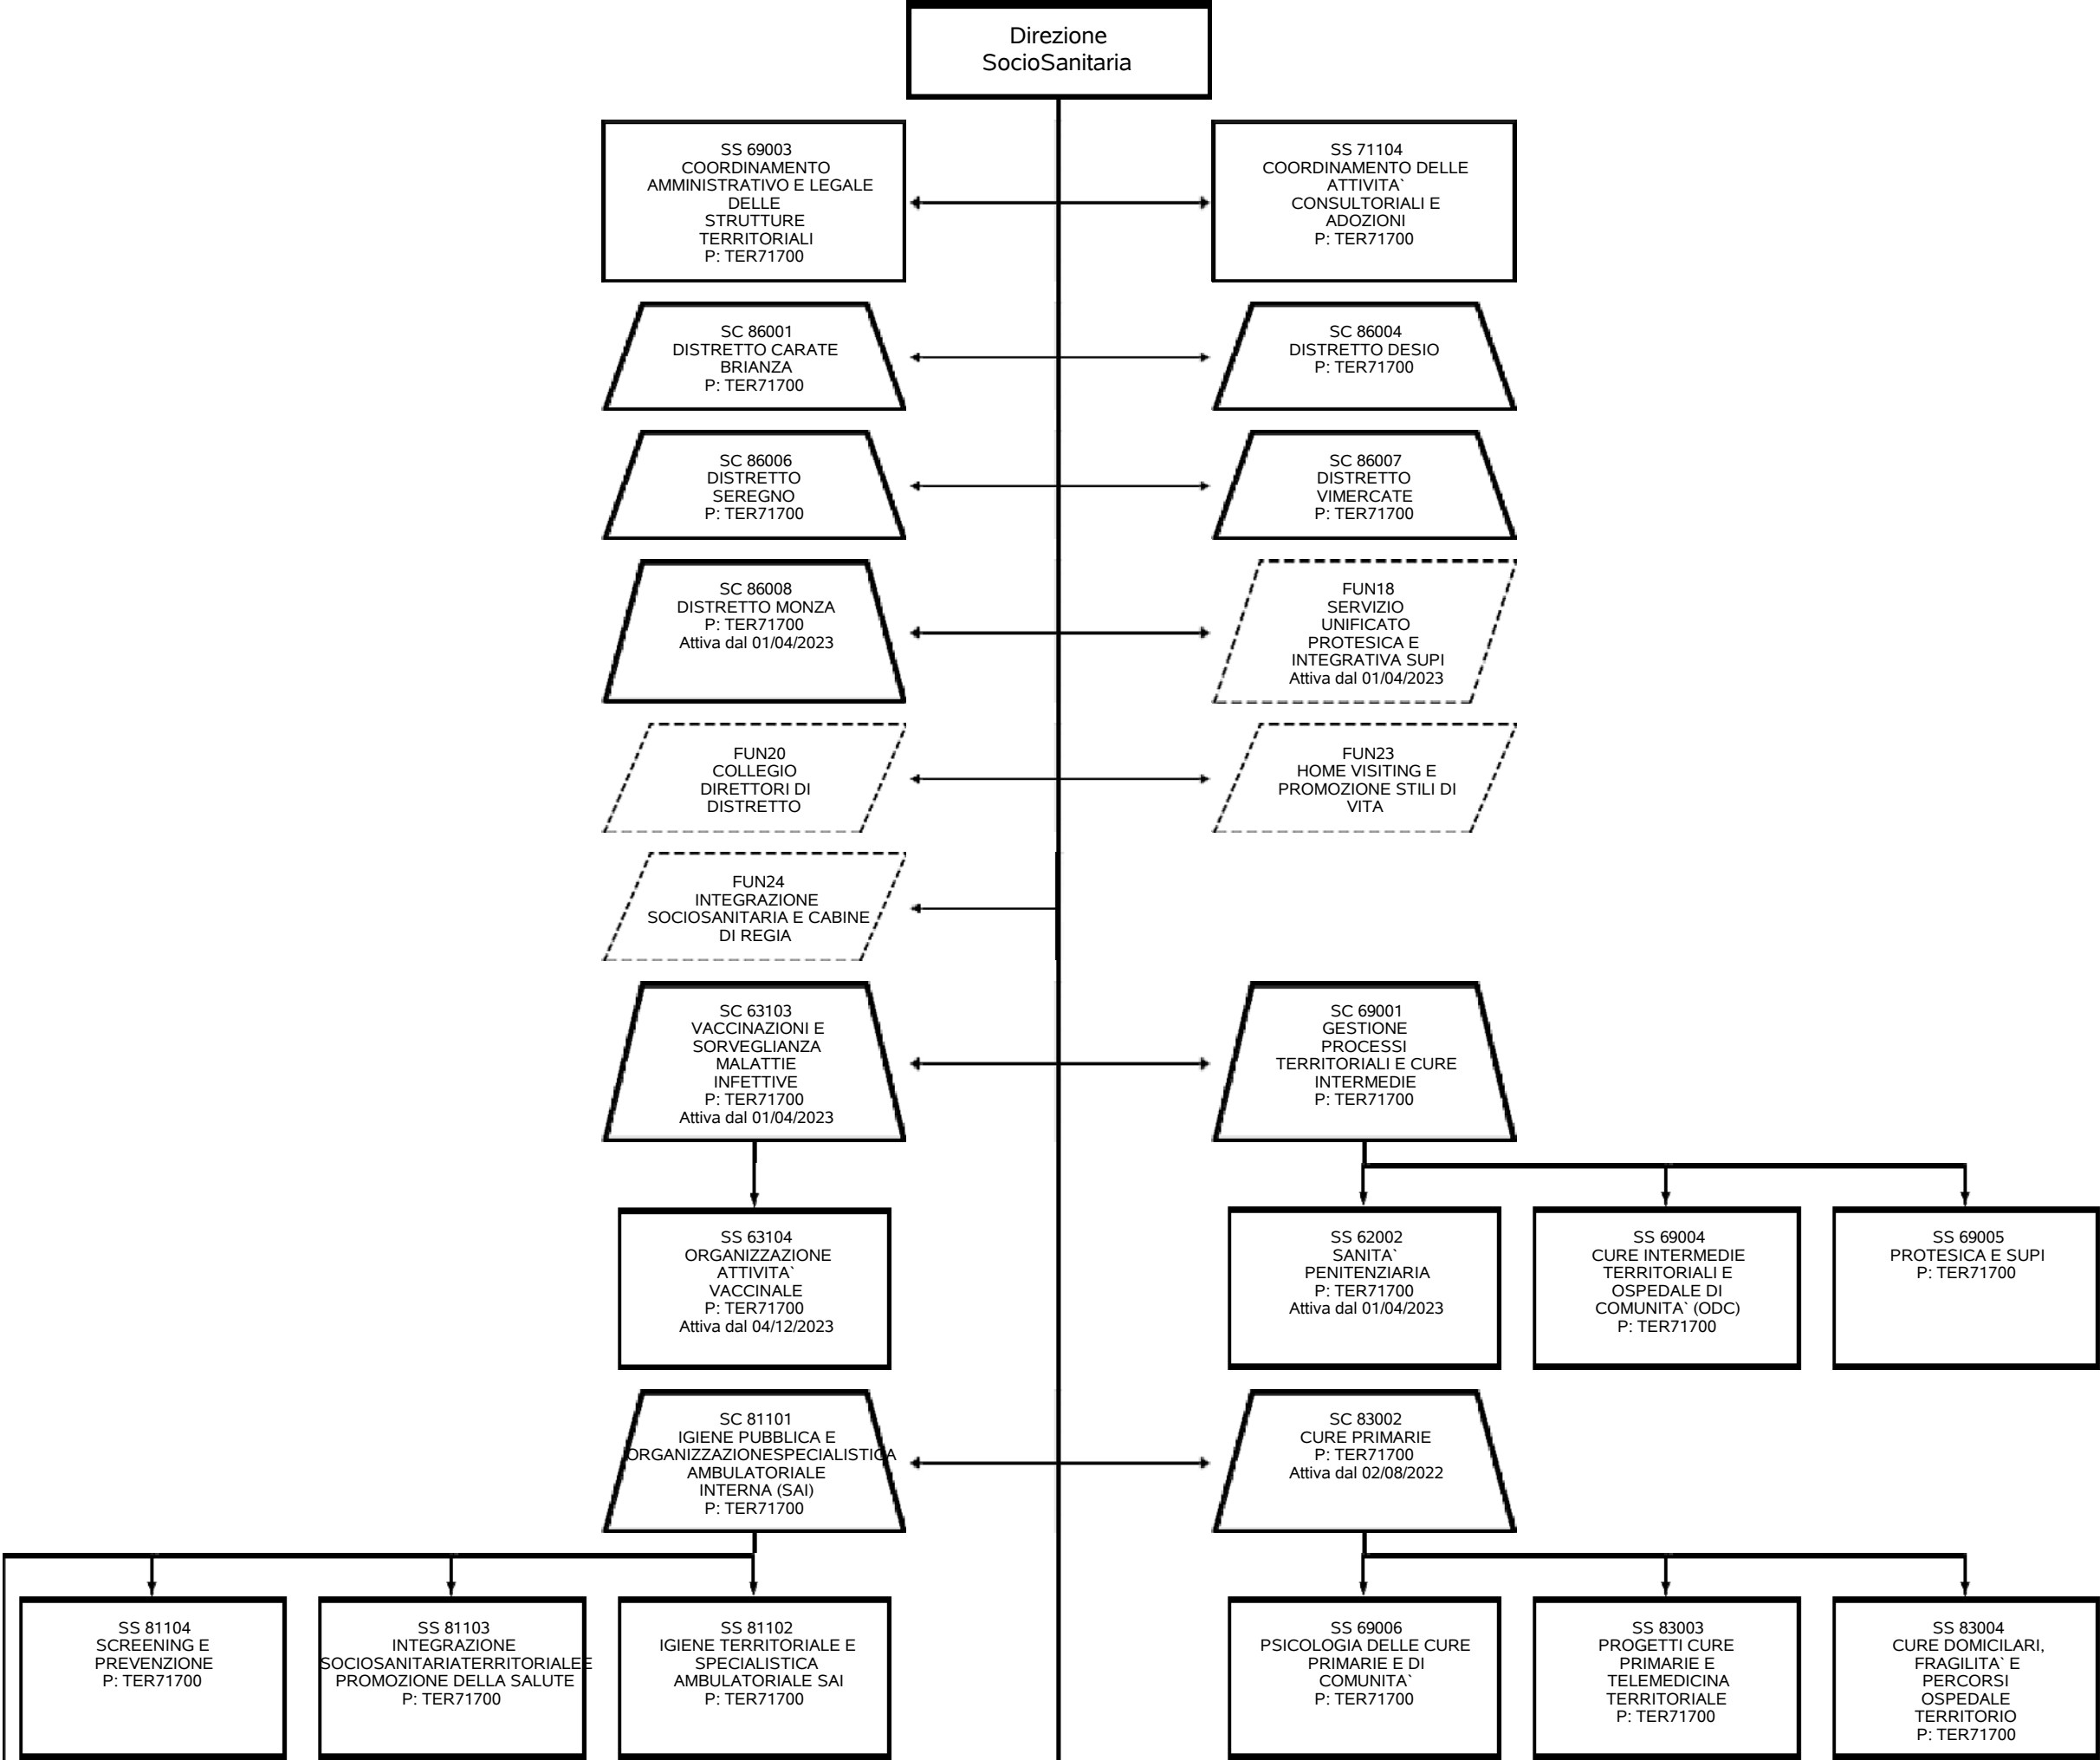 Direzione
SocioSanitaria
SS 69003
COORDINAMENTO
AMMINISTRATIVO E LEGALE
DELLE
STRUTTURE
TERRITORIALI
P: TER71700
SS 71104
COORDINAMENTO DELLE
ATTIVITA`
CONSULTORIALI E
ADOZIONI
P: TER71700
SC 86001
DISTRETTO CARATE
BRIANZA
P: TER71700
SC 86004
DISTRETTO DESIO
P: TER71700
SC 86006
DISTRETTO
SEREGNO
P: TER71700
SC 86007
DISTRETTO
VIMERCATE
P: TER71700
SC 86008
DISTRETTO MONZA
P: TER71700
Attiva dal 01/04/2023
FUN18
SERVIZIO
UNIFICATO
PROTESICA E
INTEGRATIVA SUPI
Attiva dal 01/04/2023
FUN20
COLLEGIO
DIRETTORI DI
DISTRETTO
FUN23
HOME VISITING E
PROMOZIONE STILI DI
VITA
FUN24
INTEGRAZIONE
SOCIOSANITARIA E CABINE
DI REGIA
SC 63103
VACCINAZIONI E
SORVEGLIANZA
MALATTIE
INFETTIVE
P: TER71700
Attiva dal 01/04/2023
SC 69001
GESTIONE
PROCESSI
TERRITORIALI E CURE
INTERMEDIE
P: TER71700
SS 63104
ORGANIZZAZIONE
ATTIVITA`
VACCINALE
P: TER71700
Attiva dal 04/12/2023
SS 62002
SANITA`
PENITENZIARIA
P: TER71700
Attiva dal 01/04/2023
SS 69004
CURE INTERMEDIE
TERRITORIALI E
OSPEDALE DI
COMUNITA` (ODC)
P: TER71700
SS 69005
PROTESICA E SUPI
P: TER71700
SC 81101
IGIENE PUBBLICA E
ORGANIZZAZIONESPECIALISTICA
AMBULATORIALE
INTERNA (SAI)
P: TER71700
SC 83002
CURE PRIMARIE
P: TER71700
Attiva dal 02/08/2022
SS 81104
SCREENING E
PREVENZIONE
P: TER71700
SS 81103
INTEGRAZIONE
SOCIOSANITARIATERRITORIALEE
PROMOZIONE DELLA SALUTE
P: TER71700
SS 81102
IGIENE TERRITORIALE E
SPECIALISTICA
AMBULATORIALE SAI
P: TER71700
SS 69006
PSICOLOGIA DELLE CURE
PRIMARIE E DI
COMUNITA`
P: TER71700
SS 83003
PROGETTI CURE
PRIMARIE E
TELEMEDICINA
TERRITORIALE
P: TER71700
SS 83004
CURE DOMICILARI,
FRAGILITA` E
PERCORSI
OSPEDALE
TERRITORIO
P: TER71700